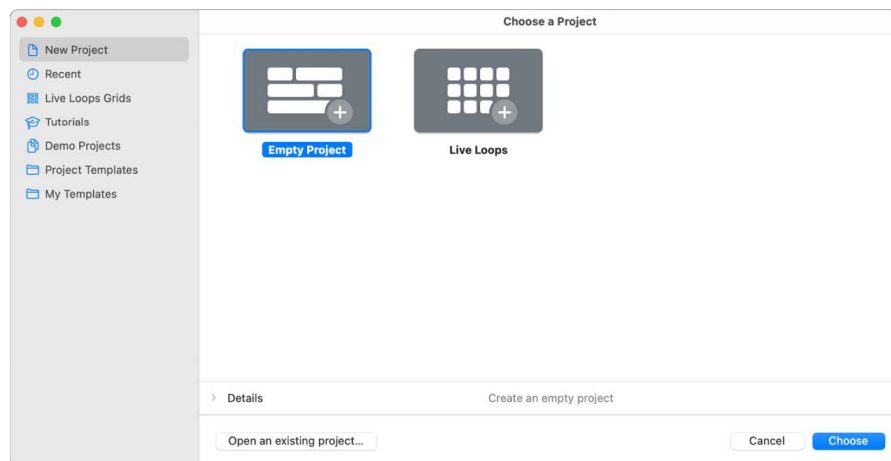 Choose a Project
New Project
Recent
Live Loops Grids
Tutorials
Demo Projects
Project Templates
My Templates
Empty Project
Live Loops
Details
Create an empty project
Open an existing project...
Cancel
Choose